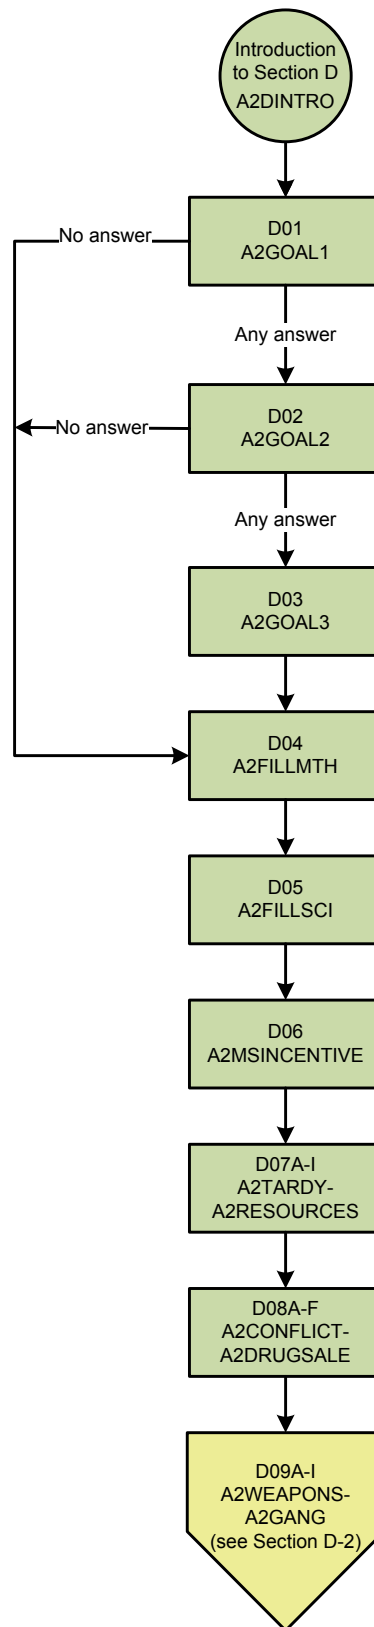 Introduction
to Section D
A2DINTRO
No answer
D01
A2GOAL1
Any answer
No answer
D02
A2GOAL2
Any answer
D03
A2GOAL3
D04
A2FILLMTH
D05
A2FILLSCI
D06
A2MSINCENTIVE
D07A-I
A2TARDY-
A2RESOURCES
D08A-F
A2CONFLICT-
A2DRUGSALE
D09A-I
A2WEAPONS-
A2GANG
(see Section D-2)